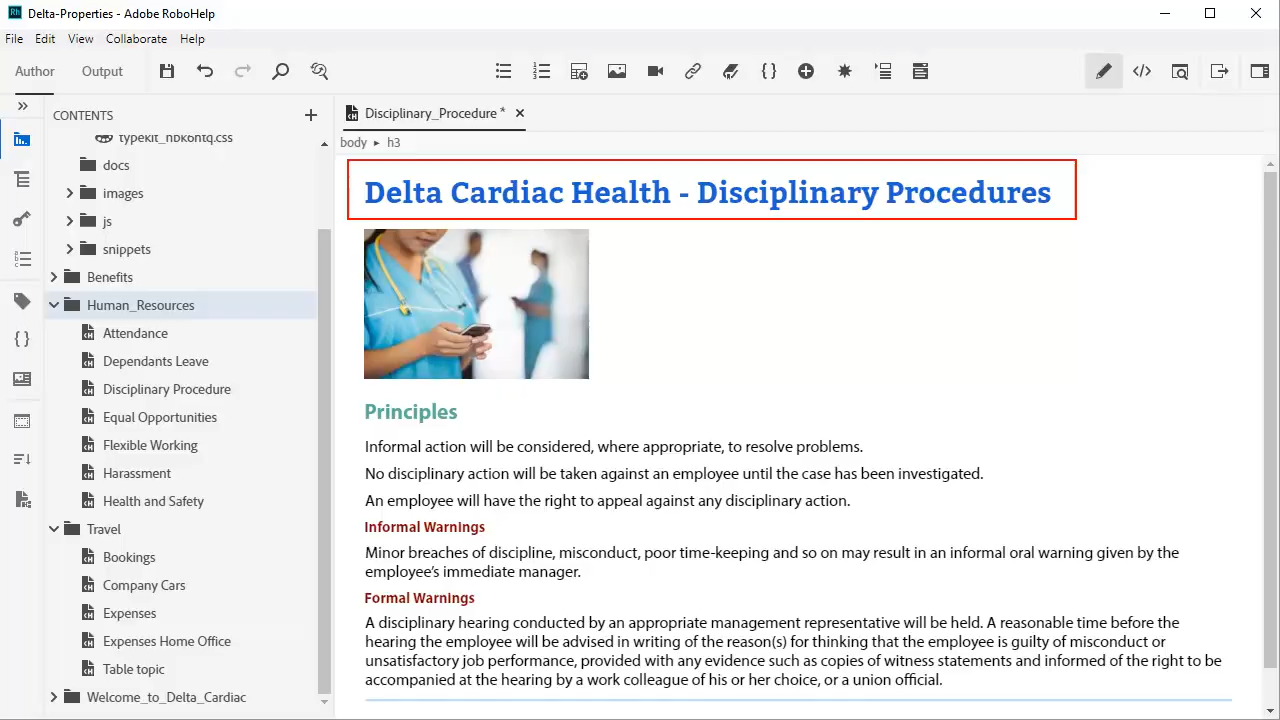 Rh Delta-Properties - Adobe RoboHelp
File Edit View Collaborate Help
Author Output
CONTENTS
typekit_hbk6ntq.css
docs
images
js
snippets
Benefits
Human_Resources
Attendance
Dependants Leave
Disciplinary Procedure
Equal Opportunities
Flexible Working
Harassment
Health and Safety
Travel
Bookings
Company Cars
Expenses
Expenses Home Office
Table topic
Welcome_to_Delta_Cardiac
Disciplinary_Procedure *
body ▸ h3
Delta Cardiac Health - Disciplinary Procedures
Principles
Informal action will be considered, where appropriate, to resolve problems.
No disciplinary action will be taken against an employee until the case has been investigated.
An employee will have the right to appeal against any disciplinary action.
Informal Warnings
Minor breaches of discipline, misconduct, poor time-keeping and so on may result in an informal oral warning given by the
employee’s immediate manager.
Formal Warnings
A disciplinary hearing conducted by an appropriate management representative will be held. A reasonable time before the
hearing the employee will be advised in writing of the reason(s) for thinking that the employee is guilty of misconduct or
unsatisfactory job performance, provided with any evidence such as copies of witness statements and informed of the right to be
accompanied at the hearing by a work colleague of his or her choice, or a union official.